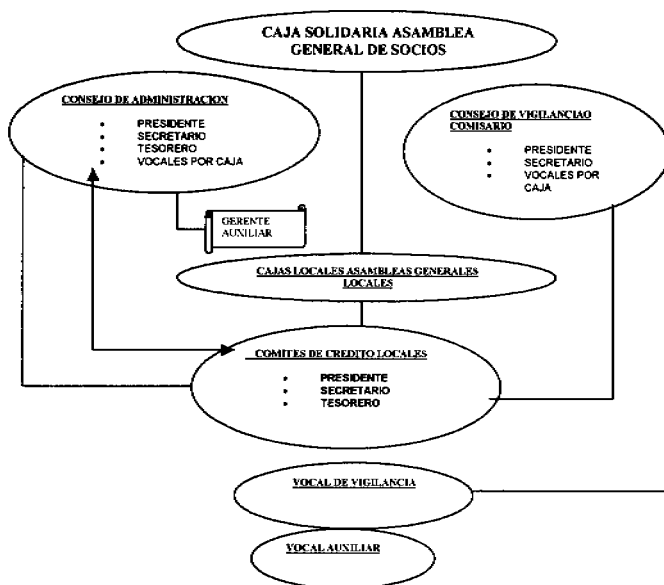 CAJA SOLIDARIA ASAMBLEA
GENERAL DE SOCIOS
CONSEJO DE ADMINISTRACION
• PRESIDENTE
• SECRETARIO
• TESORERO
• VOCALES POR CAJA
CONSEJO DE VIGILANCIAO
COMISARIO
• PRESIDENTE
• SECRETARIO
• VOCALES POR
CAJA
GERENTE
AUXILIAR
CAJAS LOCALES ASAMBLEAS GENERALES
LOCALES
COMITES DE CREDITO LOCALES
• PRESIDENTE
• SECRETARIO
• TESORERO
VOCAL DE VIGILANCIA
VOCAL AUXILIAR